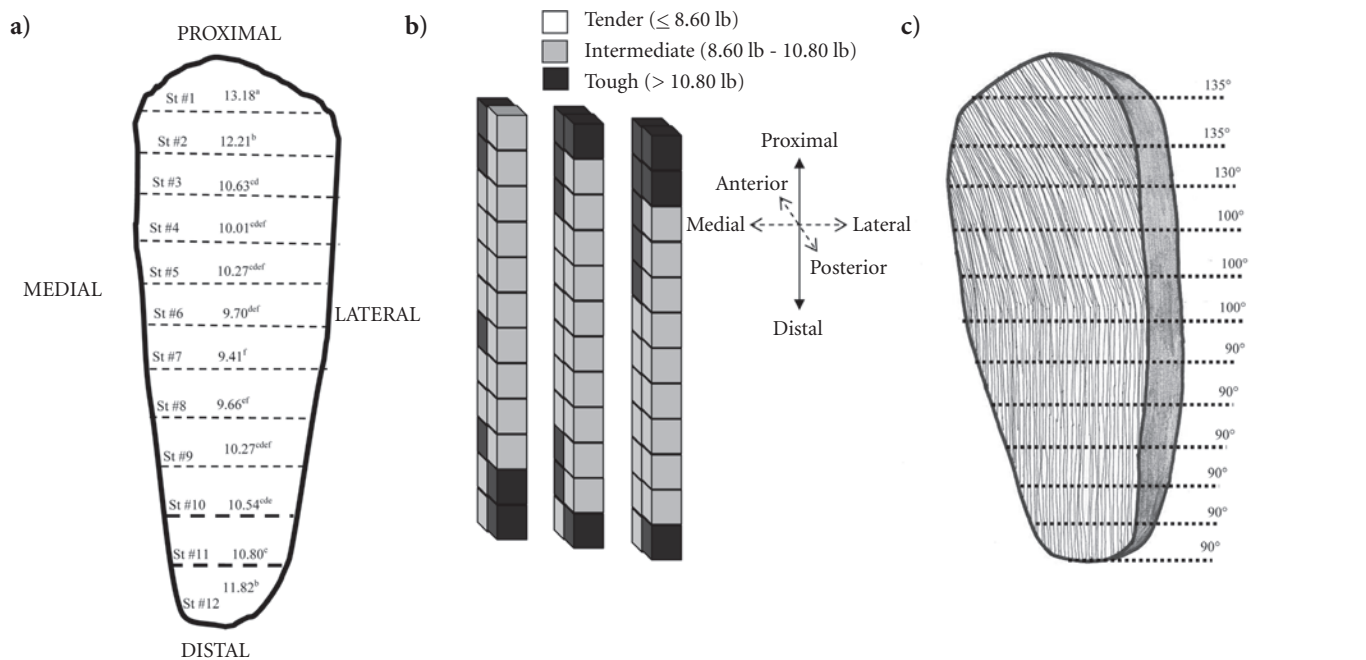 a)
PROXIMAL
St #1 13.18ᵃ
St #2 12.21ᵇ
St #3 10.63ᶜᵈ
St #4 10.01ᶜᵈᵉᶠ
St #5 10.27ᶜᵈᵉᶠ
St #6 9.70ᵈᵉᶠ
St #7 9.41ᶠ
St #8 9.66ᵉᶠ
St #9 10.27ᶜᵈᵉᶠ
St #10 10.54ᶜᵈᵉ
St #11 10.80ᶜ
St #12 11.82ᵇ
MEDIAL
LATERAL
DISTAL
b)
Tender (≤ 8.60 lb)
Intermediate (8.60 lb - 10.80 lb)
Tough (> 10.80 lb)
Proximal
Anterior
Medial
Lateral
Posterior
Distal
c)
135°
135°
130°
100°
100°
100°
90°
90°
90°
90°
90°
90°